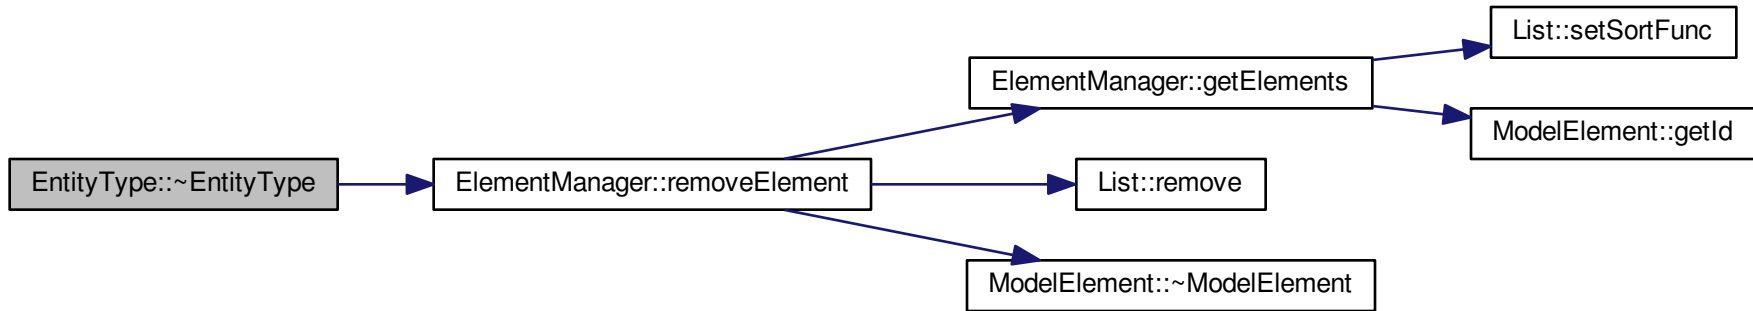 List::setSortFunc
ElementManager::getElements
ModelElement::getId
EntityType::~EntityType
ElementManager::removeElement
List::remove
ModelElement::~ModelElement